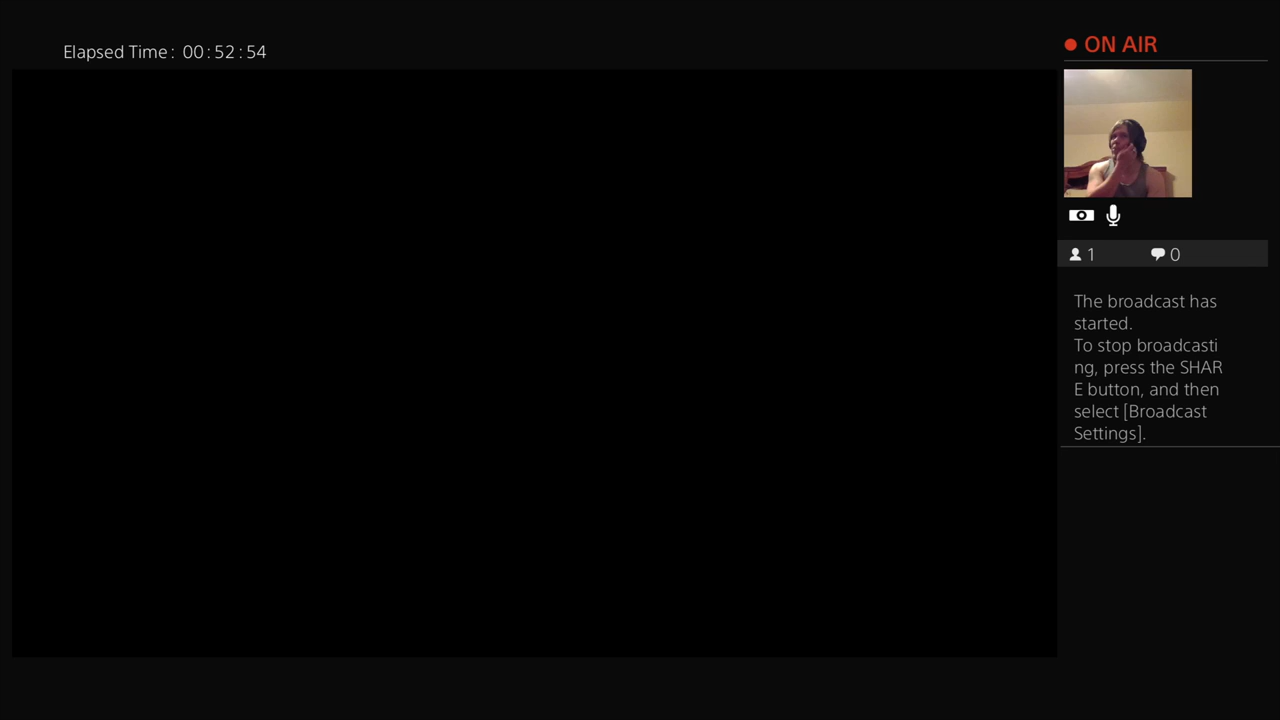 Elapsed Time: 00:52:54
ON AIR
1 0
The broadcast has
started.
To stop broadcasti
ng, press the SHAR
E button, and then
select [Broadcast
Settings].